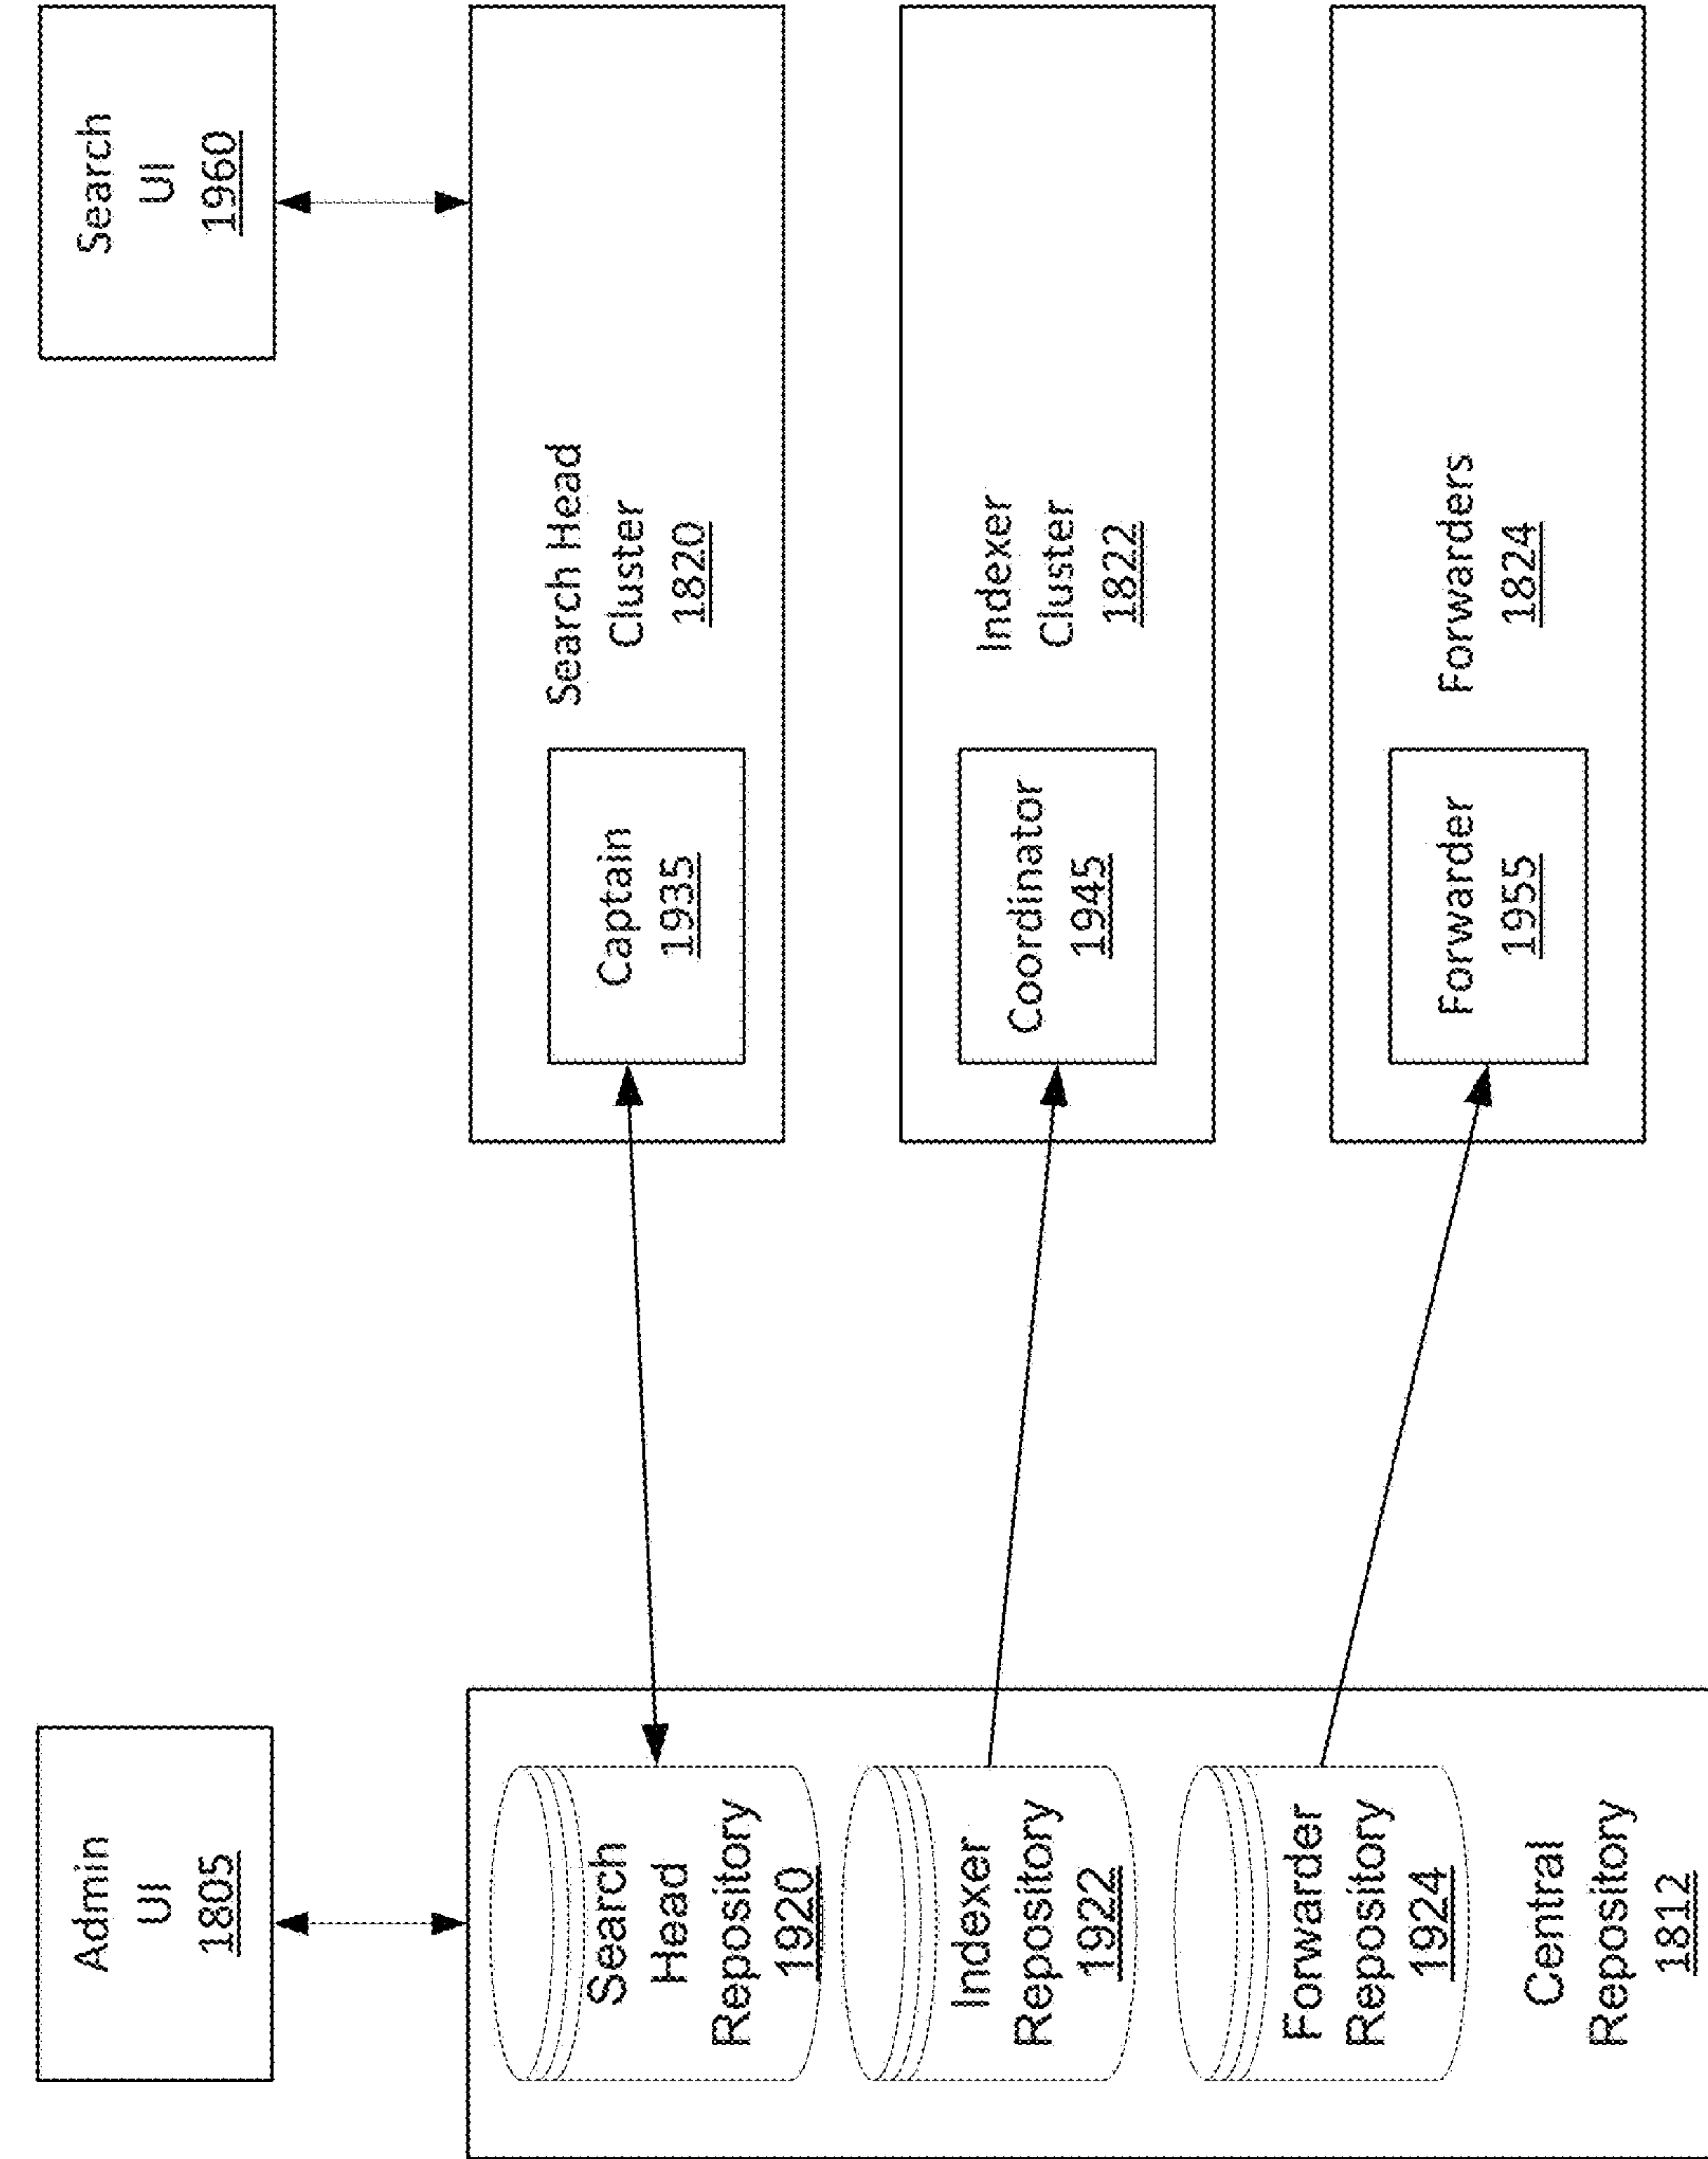 Admin
UI
1805
Search
UI
1960
Search
Head
Repository
1920
Captain
1935
Search Head
Cluster
1820
Indexer
Repository
1922
Coordinator
1945
Indexer
Cluster
1822
Forwarder
Repository
1924
Forwarder
1955
Forwarders
1824
Central
Repository
1812